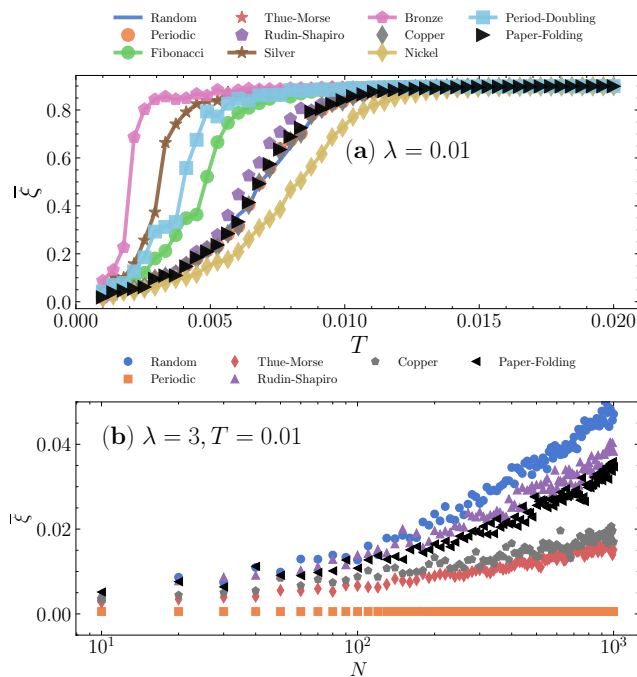 Random Thue-Morse Bronze Period-Doubling
Periodic Rudin-Shapiro Copper Paper-Folding
Fibonacci Silver Nickel
0.8
0.6
0.4
0.2
0.0
ξ̅
(a) λ = 0.01
0.000 0.005 0.010 0.015 0.020
T
Random Thue-Morse Copper Paper-Folding
Periodic Rudin-Shapiro
(b) λ = 3, T = 0.01
0.04
0.02
0.00
ξ̅
10¹ 10² 10³
N